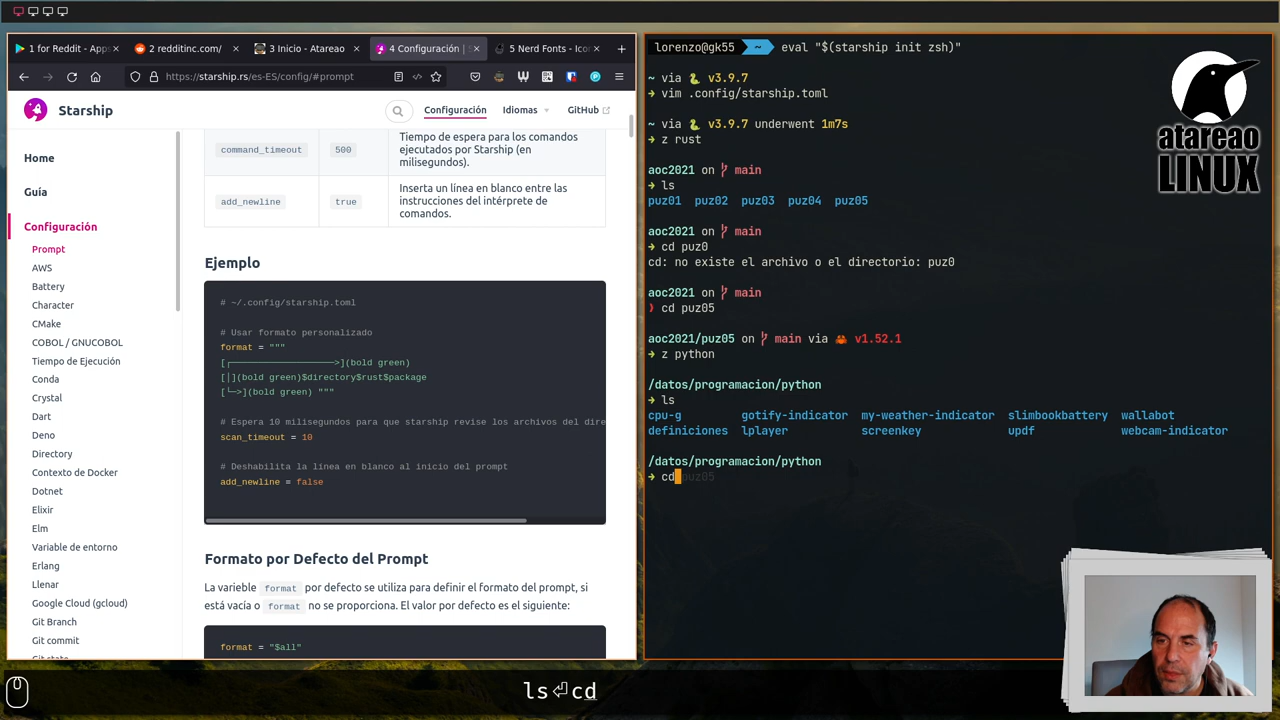 1 for Reddit - Apps
2 redditinc.com/
3 Inicio - Atareao
4 Configuración |
5 Nerd Fonts - Ico
https://starship.rs/es-ES/config/#prompt
Starship
Configuración
Idiomas
GitHub
Home
Guía
Configuración
Prompt
AWS
Battery
Character
CMake
COBOL / GNUCOBOL
Tiempo de Ejecución
Conda
Crystal
Dart
Deno
Directory
Contexto de Docker
Dotnet
Elixir
Elm
Variable de entorno
Erlang
Llenar
Google Cloud (gcloud)
Git Branch
Git commit
Git state
command_timeout
500
Tiempo de espera para los comandos
ejecutados por Starship (en
milisegundos).
add_newline
true
Inserta un línea en blanco entre las
instrucciones del intérprete de
comandos.
Ejemplo
# ~/.config/starship.toml
# Usar formato personalizado
format = """
[┌───────────────────>](bold green)
[│](bold green)$directory$rust$package
[└─>](bold green) """
# Espera 10 milisegundos para que starship revise los archivos del dire
scan_timeout = 10
# Deshabilita la línea en blanco al inicio del prompt
add_newline = false
Formato por Defecto del Prompt
La varieble format por defecto se utiliza para definir el formato del prompt, si
está vacía o format no se proporciona. El valor por defecto es el siguiente:
format = "$all"
lorenzo@gk55 ~ eval "$(starship init zsh)"
~ via 🐍 v3.9.7
➜ vim .config/starship.toml
~ via 🐍 v3.9.7 underwent 1m7s
➜ z rust
aoc2021 on main
➜ ls
puz01 puz02 puz03 puz04 puz05
aoc2021 on main
➜ cd puz0
cd: no existe el archivo o el directorio: puz0
aoc2021 on main
❯ cd puz05
aoc2021/puz05 on main via 🦀 v1.52.1
➜ z python
/datos/programacion/python
➜ ls
cpu-g gotify-indicator my-weather-indicator slimbookbattery wallabot
definiciones lplayer screenkey updf webcam-indicator
/datos/programacion/python
➜ cd puz05
atareao
LINUX
ls⏎cd